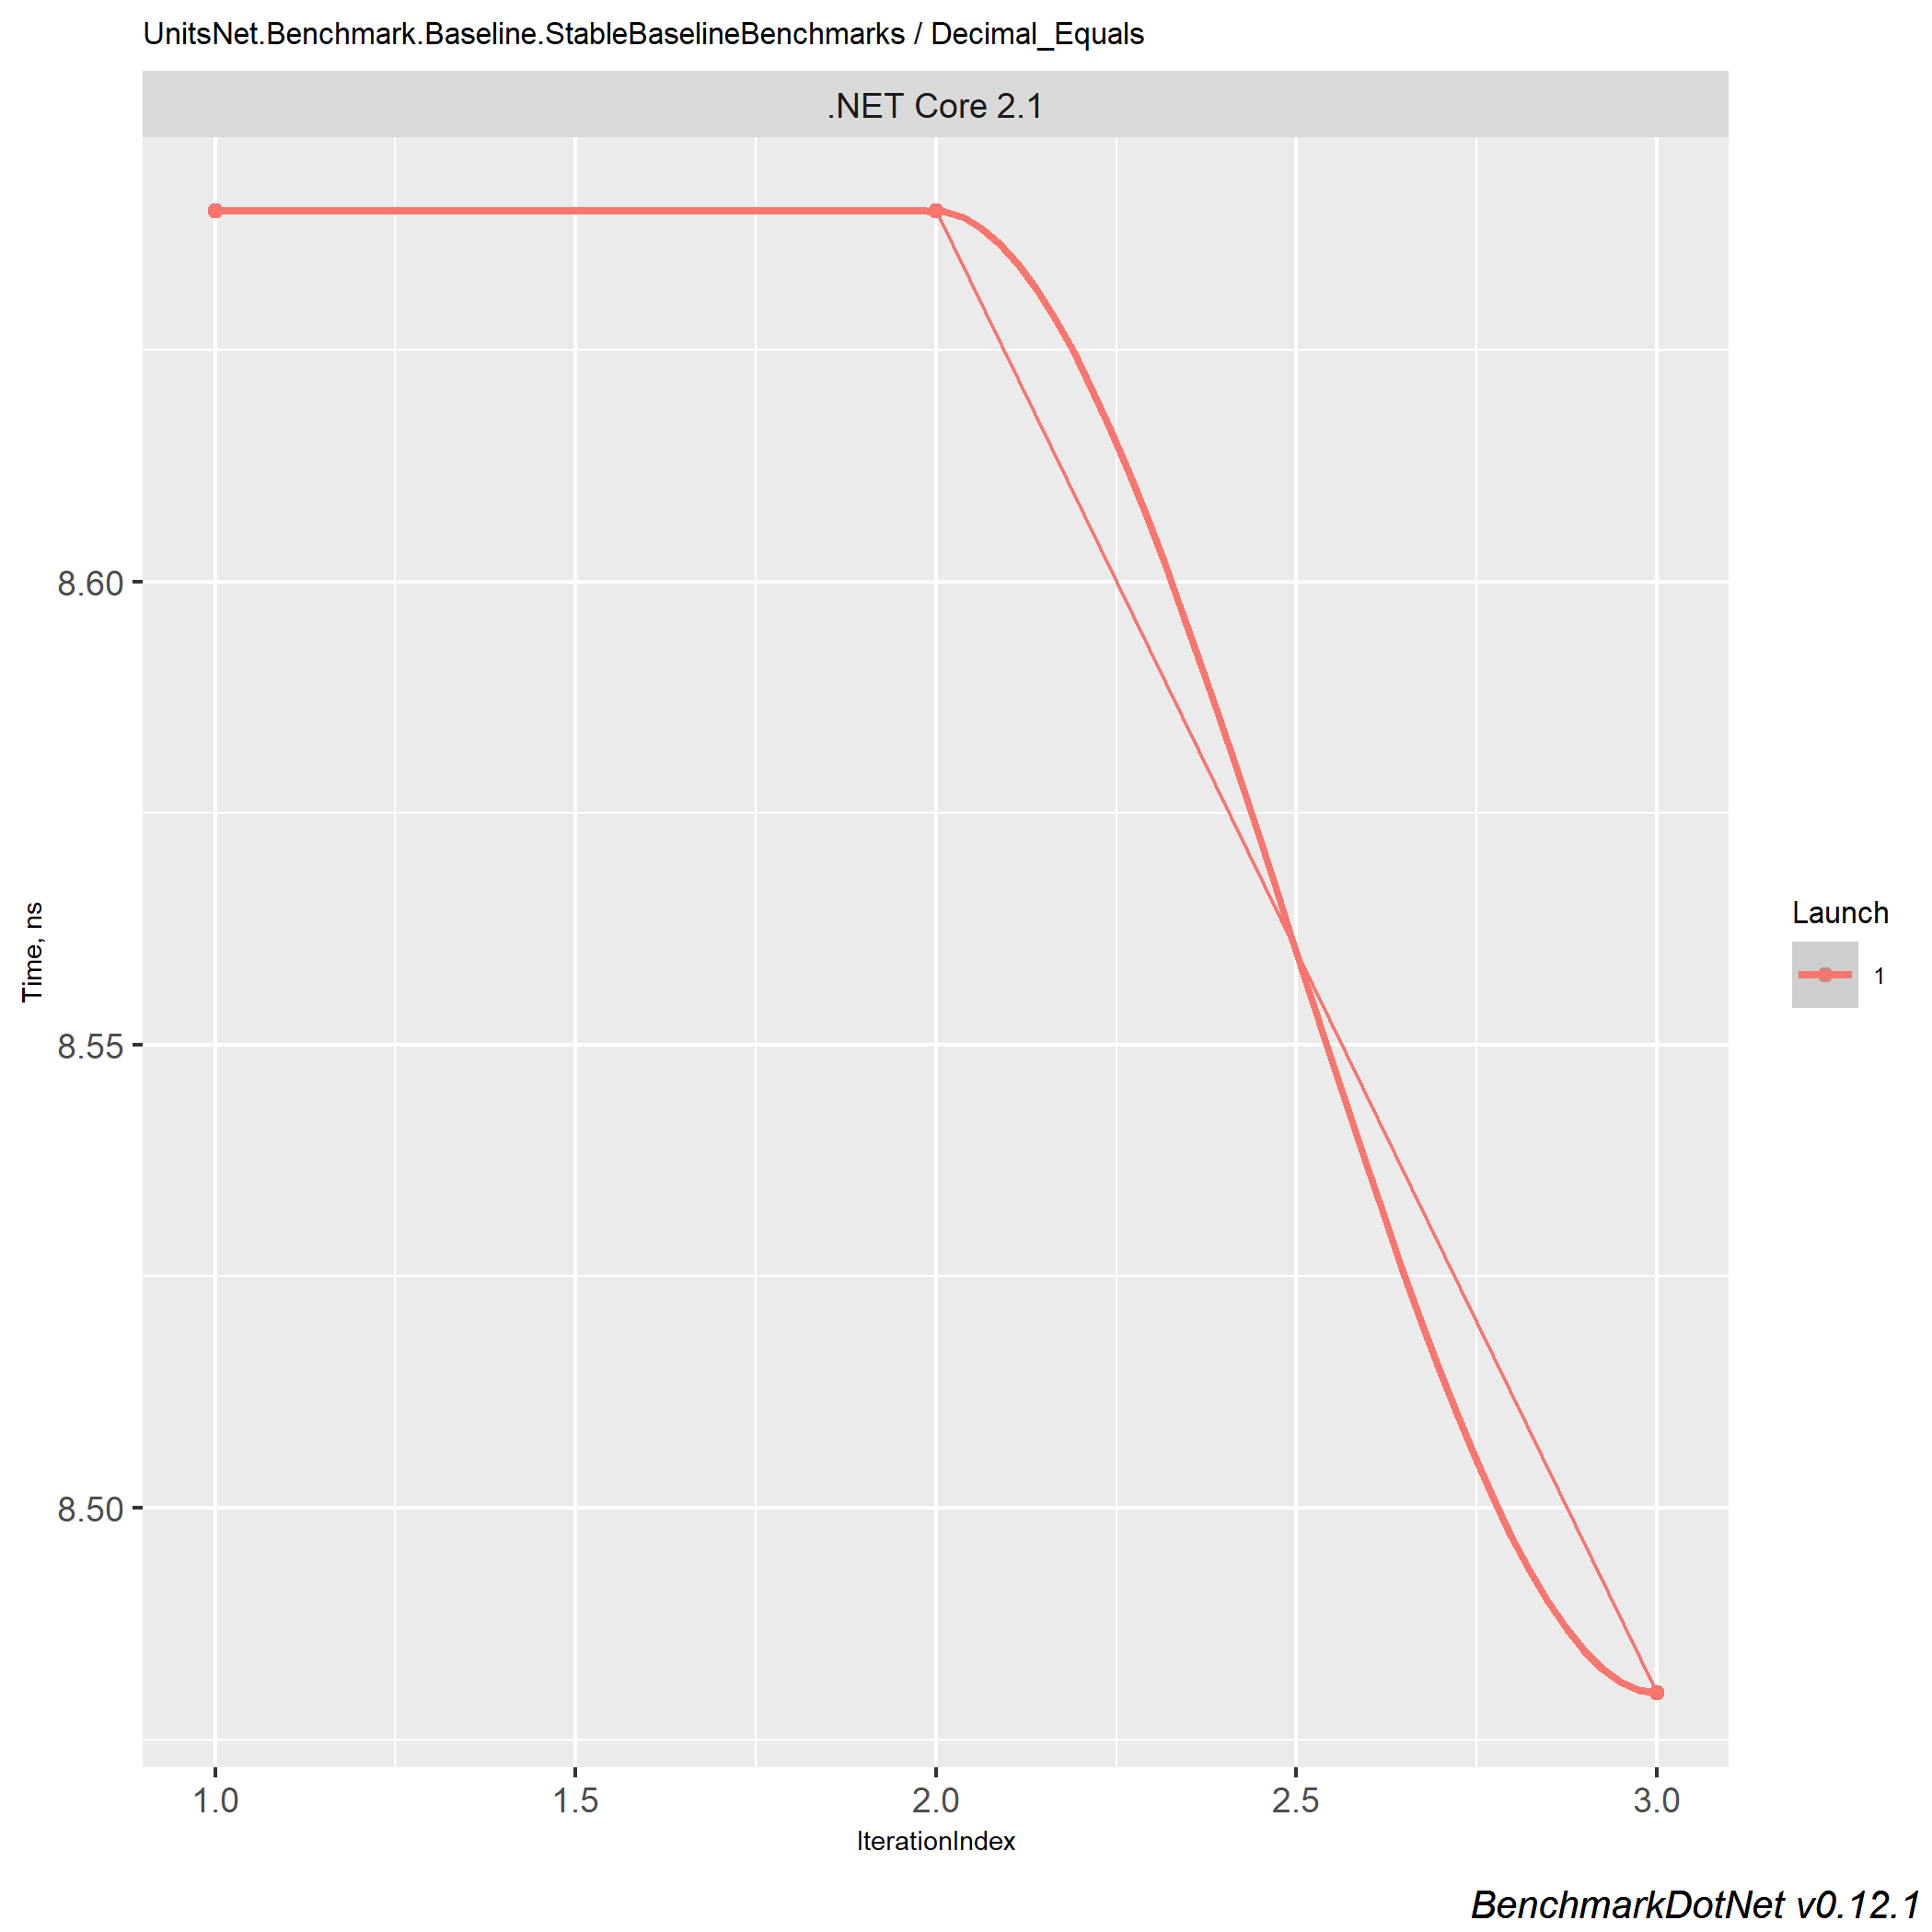 UnitsNet.Benchmark.Baseline.StableBaselineBenchmarks / Decimal_Equals
.NET Core 2.1
8.60
8.55
8.50
Time, ns
1.0 1.5 2.0 2.5 3.0
IterationIndex
Launch
1
BenchmarkDotNet v0.12.1